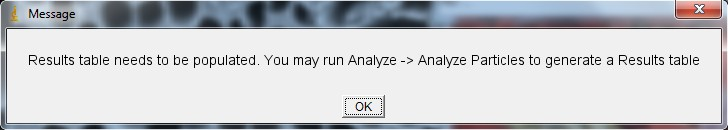 Message
Results table needs to be populated. You may run Analyze -> Analyze Particles to generate a Results table
OK